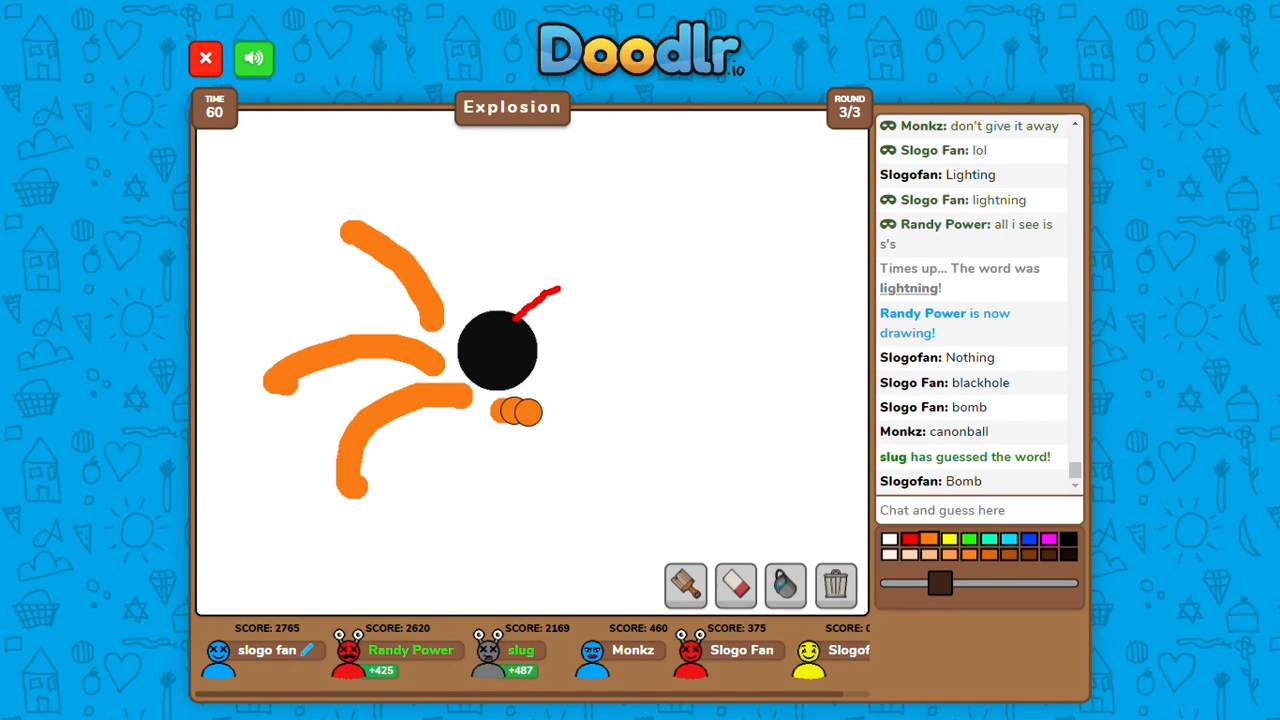 Doodlr
.io
TIME
60
Explosion
ROUND
3/3
Monkz: don't give it away
Slogo Fan: lol
Slogofan: Lighting
Slogo Fan: lightning
Randy Power: all i see is
s's
Times up... The word was
lightning!
Randy Power is now
drawing!
Slogofan: Nothing
Slogo Fan: blackhole
Slogo Fan: bomb
Monkz: canonball
slug has guessed the word!
Slogofan: Bomb
Chat and guess here
SCORE: 2765
slogo fan
SCORE: 2620
Randy Power
+425
SCORE: 2169
slug
+487
SCORE: 460
Monkz
SCORE: 375
Slogo Fan
SCORE: 0
Slogof